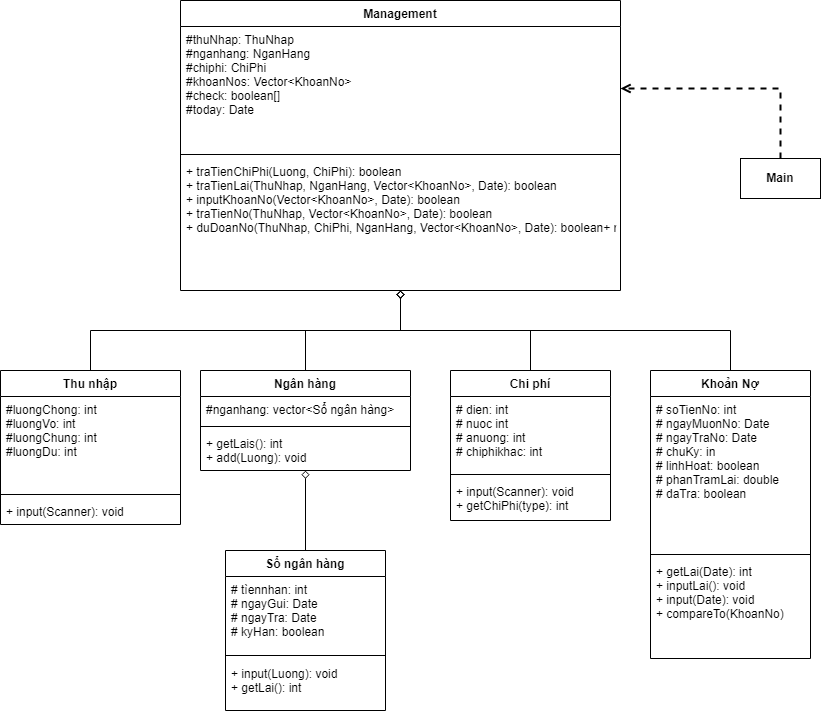 Management
#thuNhap: ThuNhap
#nganhang: NganHang
#chiphi: ChiPhi
#khoanNos: Vector<KhoanNo>
#check: boolean[]
#today: Date
+ traTienChiPhi(Luong, ChiPhi): boolean
+ traTienLai(ThuNhap, NganHang, Vector<KhoanNo>, Date): boolean
+ inputKhoanNo(Vector<KhoanNo>, Date): boolean
+ traTienNo(ThuNhap, Vector<KhoanNo>, Date): boolean
+ duDoanNo(ThuNhap, ChiPhi, NganHang, Vector<KhoanNo>, Date): boolean+
Main
Thu nhập
#luongChong: int
#luongVo: int
#luongChung: int
#luongDu: int
+ input(Scanner): void
Ngân hàng
#nganhang: vector<Sổ ngân hàng>
+ getLais(): int
+ add(Luong): void
Chi phí
# dien: int
# nuoc int
# anuong: int
# chiphikhac: int
+ input(Scanner): void
+ getChiPhi(type): int
Khoản Nợ
# soTienNo: int
# ngayMuonNo: Date
# ngayTraNo: Date
# chuKy: in
# linhHoat: boolean
# phanTramLai: double
# daTra: boolean
+ getLai(Date): int
+ inputLai(): void
+ input(Date): void
+ compareTo(KhoanNo)
Sổ ngân hàng
# tiennhan: int
# ngayGui: Date
# ngayTra: Date
# kyHan: boolean
+ input(Luong): void
+ getLai(): int